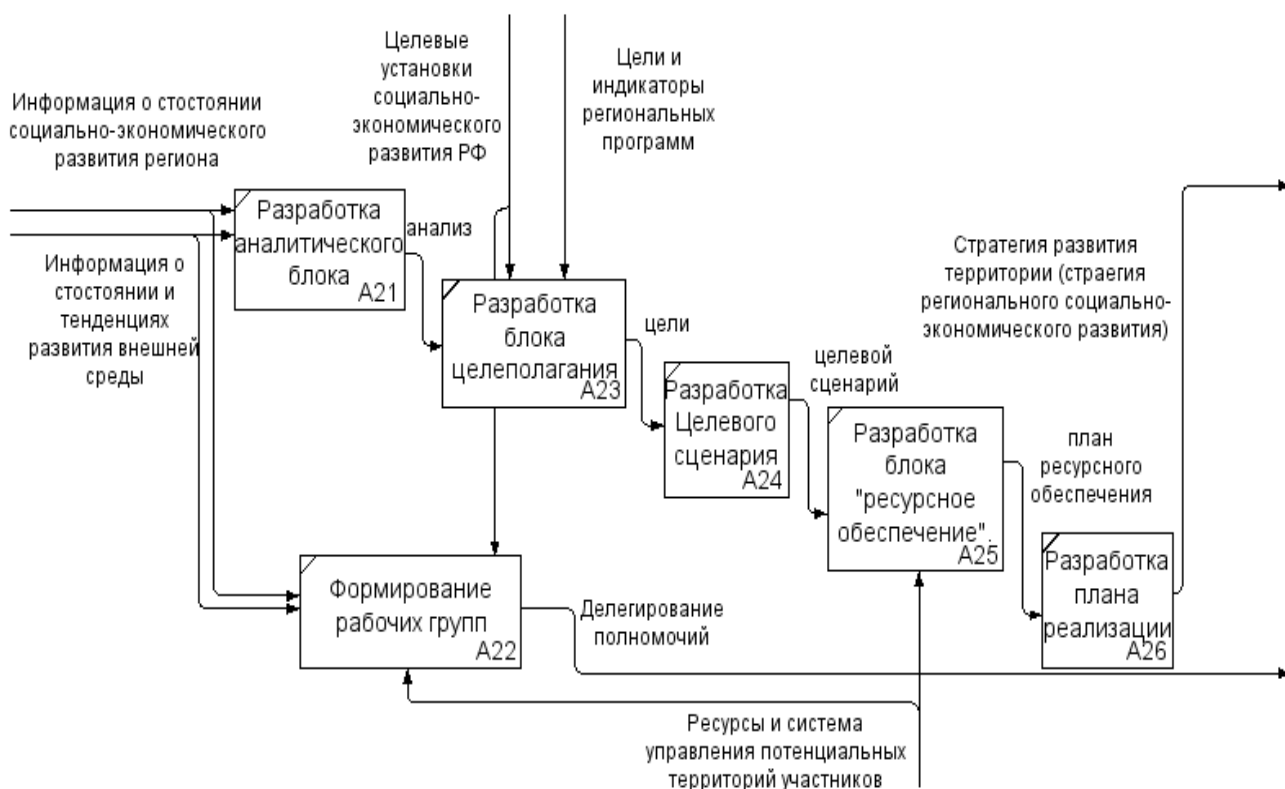 Целевые
установки
социально-
экономического
развития РФ
Цели и
индикаторы
региональных
программ
Информация о стостоянии
социально-экономического
развития региона
Разработка
аналитического
блока
A21
анализ
Информация о
стостоянии и
тенденциях
развития внешней
среды
Разработка
блока
целеполагания
A23
цели
Разработка
Целевого
сценария
A24
целевой
сценарий
Разработка
блока
"ресурсное
обеспечение".
A25
план
ресурсного
обеспечения
Стратегия развития
территории (страегия
регионального социально-
экономического развития)
Разработка
плана
реализации
A26
Формирование
рабочих групп
A22
Делегирование
полномочий
Ресурсы и система
управления потенциальных
территорий участников